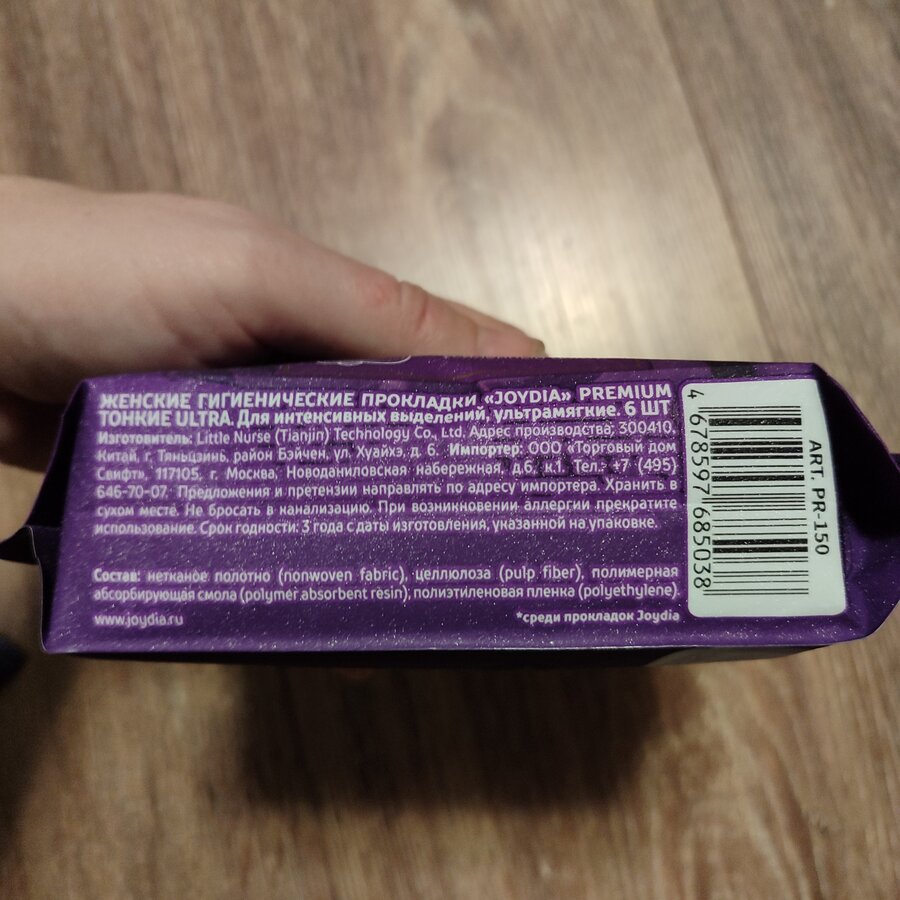 ЖЕНСКИЕ ГИГИЕНИЧЕСКИЕ ПРОКЛАДКИ «JOYDIA» PREMIUM
ТОНКИЕ ULTRA. Для интенсивных выделений, ультрамягкие. 6 ШТ
Изготовитель: Little Nurse (Tianjin) Technology Co., Ltd. Адрес производства: 300410,
Китай, г. Тяньцзинь, район Бэйчен, ул. Хуайхэ, д. 6. Импортер: ООО «Торговый дом
Свифт», 117105, г. Москва, Новоданиловская набережная, д.6, к.1 Тел.: +7 (495)
646-70-07. Предложения и претензии направлять по адресу импортера. Хранить в
сухом месте. Не бросать в канализацию. При возникновении аллергии прекратите
использование. Срок годности: 3 года с даты изготовления, указанной на упаковке.
Состав: нетканое полотно (nonwoven fabric), целлюлоза (pulp fiber), полимерная
абсорбирующая смола (polymer absorbent resin), полиэтиленовая пленка (polyethylene).
www.joydia.ru
*среди прокладок Joydia
4 678597 685038
ART. PR-150